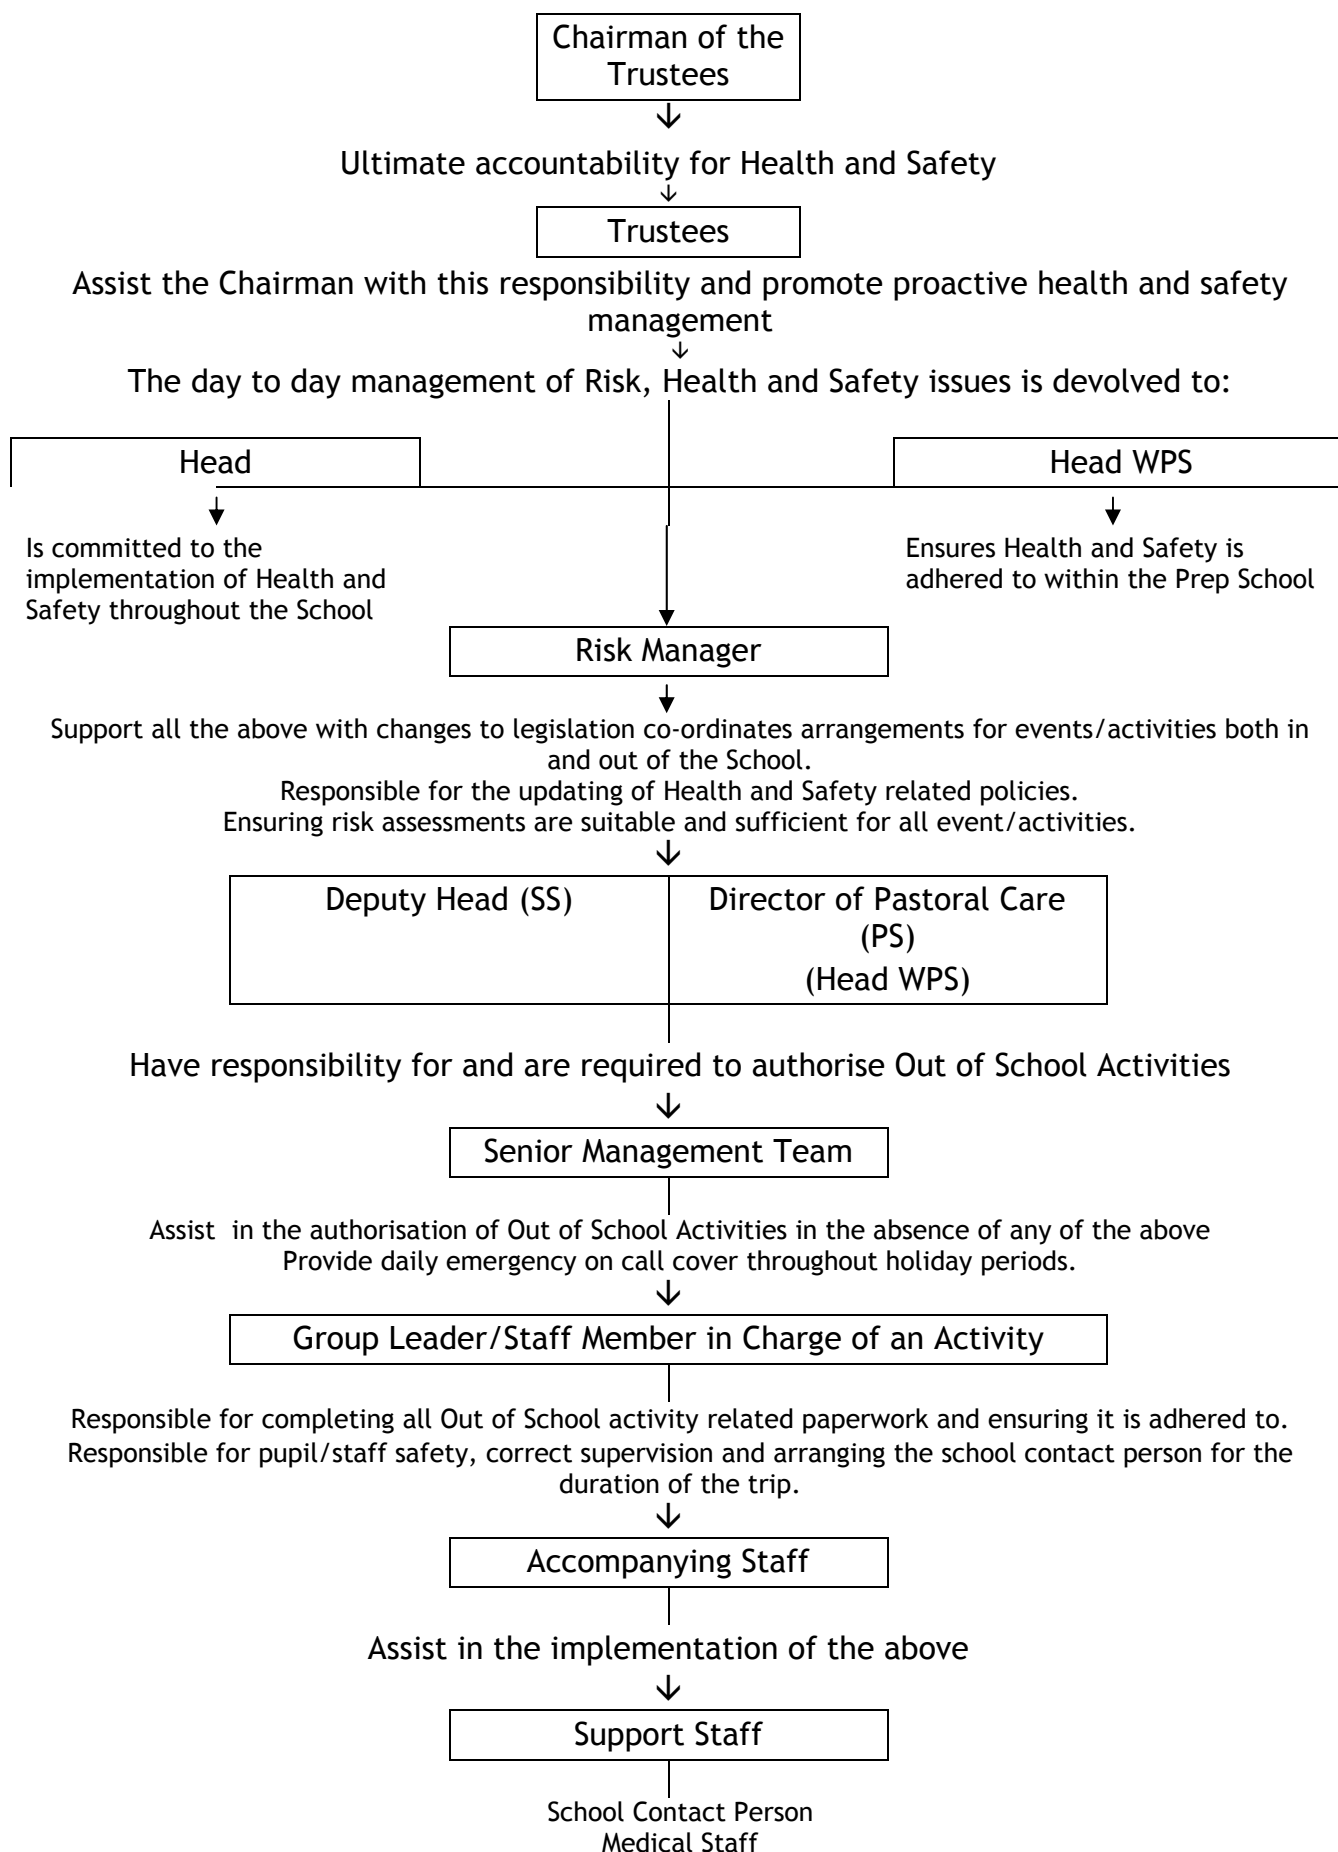 Chairman of the
Trustees
Ultimate accountability for Health and Safety
Trustees
Assist the Chairman with this responsibility and promote proactive health and safety
management
The day to day management of Risk, Health and Safety issues is devolved to:
Head
Head WPS
Is committed to the
implementation of Health and
Safety throughout the School
Ensures Health and Safety is
adhered to within the Prep School
Risk Manager
Support all the above with changes to legislation co-ordinates arrangements for events/activities both in
and out of the School.
Responsible for the updating of Health and Safety related policies.
Ensuring risk assessments are suitable and sufficient for all event/activities.
Deputy Head (SS)
Director of Pastoral Care
(PS)
(Head WPS)
Have responsibility for and are required to authorise Out of School Activities
Senior Management Team
Assist  in the authorisation of Out of School Activities in the absence of any of the above
Provide daily emergency on call cover throughout holiday periods.
Group Leader/Staff Member in Charge of an Activity
Responsible for completing all Out of School activity related paperwork and ensuring it is adhered to.
Responsible for pupil/staff safety, correct supervision and arranging the school contact person for the
duration of the trip.
Accompanying Staff
Assist in the implementation of the above
Support Staff
School Contact Person
Medical Staff